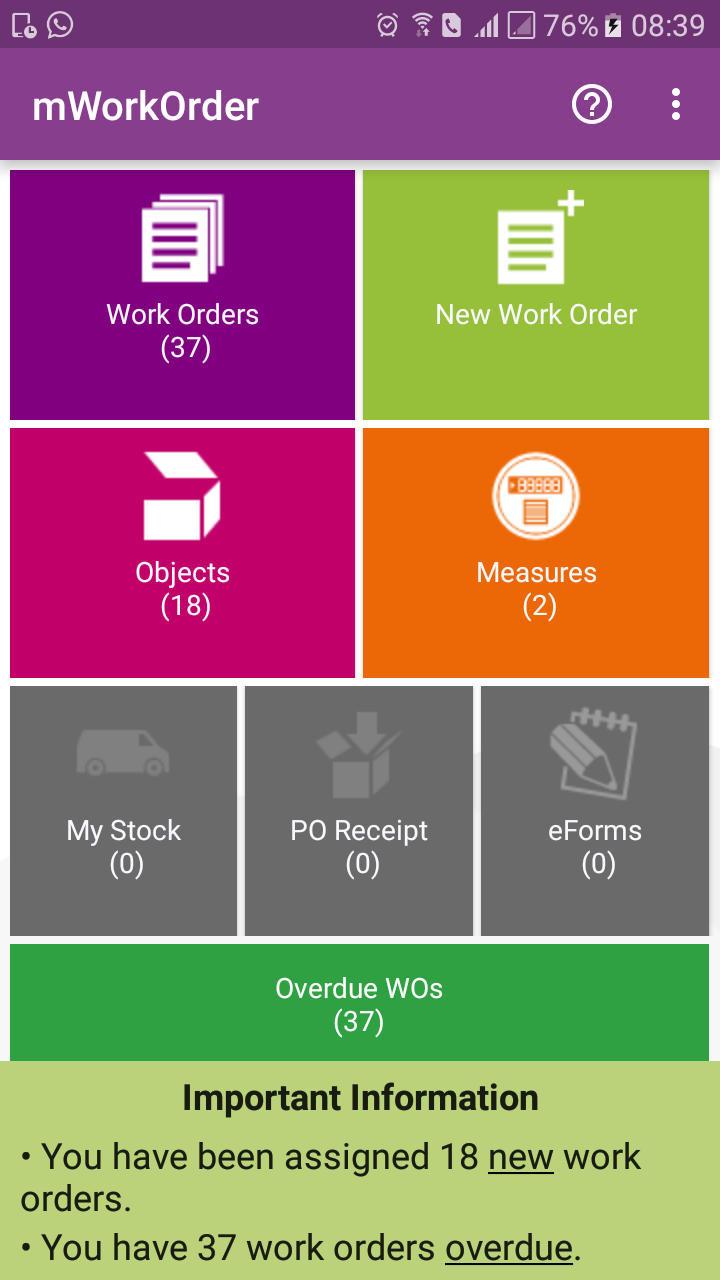 76% 08:39
mWorkOrder
Work Orders
(37)
New Work Order
Objects
(18)
Measures
(2)
My Stock
(0)
PO Receipt
(0)
eForms
(0)
Overdue WOs
(37)
Important Information
• You have been assigned 18 new work
orders.
• You have 37 work orders overdue.